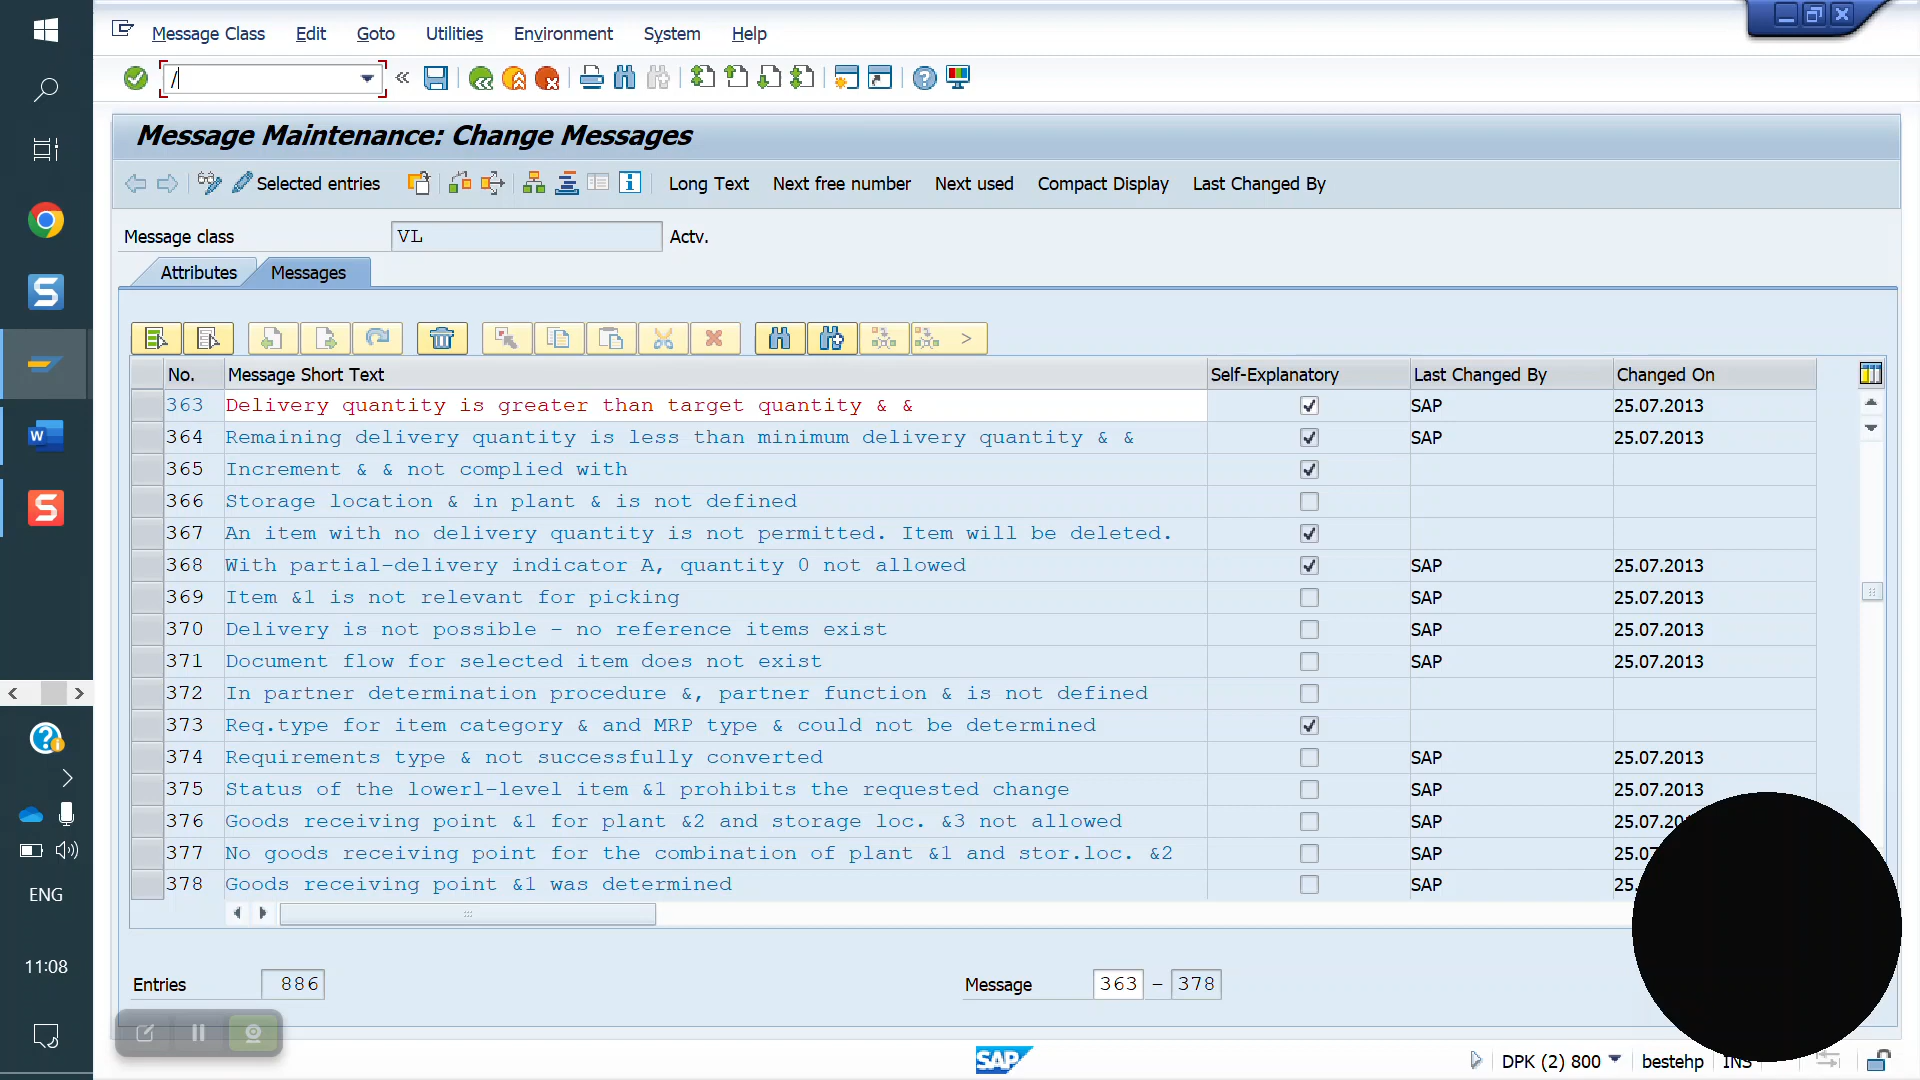 Message Class Edit Goto Utilities Environment System Help
/
Message Maintenance: Change Messages
Selected entries Long Text Next free number Next used Compact Display Last Changed By
Message class VL Actv.
Attributes Messages
No. Message Short Text Self-Explanatory Last Changed By Changed On
363 Delivery quantity is greater than target quantity & & SAP 25.07.2013
364 Remaining delivery quantity is less than minimum delivery quantity & & SAP 25.07.2013
365 Increment & & not complied with
366 Storage location & in plant & is not defined
367 An item with no delivery quantity is not permitted. Item will be deleted.
368 With partial-delivery indicator A, quantity 0 not allowed SAP 25.07.2013
369 Item &1 is not relevant for picking SAP 25.07.2013
370 Delivery is not possible - no reference items exist SAP 25.07.2013
371 Document flow for selected item does not exist SAP 25.07.2013
372 In partner determination procedure &, partner function & is not defined
373 Req.type for item category & and MRP type & could not be determined
374 Requirements type & not successfully converted SAP 25.07.2013
375 Status of the lowerl-level item &1 prohibits the requested change SAP 25.07.2013
376 Goods receiving point &1 for plant &2 and storage loc. &3 not allowed SAP 25.07.20
377 No goods receiving point for the combination of plant &1 and stor.loc. &2 SAP 25.07
378 Goods receiving point &1 was determined SAP 25.
Entries 886 Message 363 - 378
SAP DPK (2) 800 bestehp INS
ENG
11:08